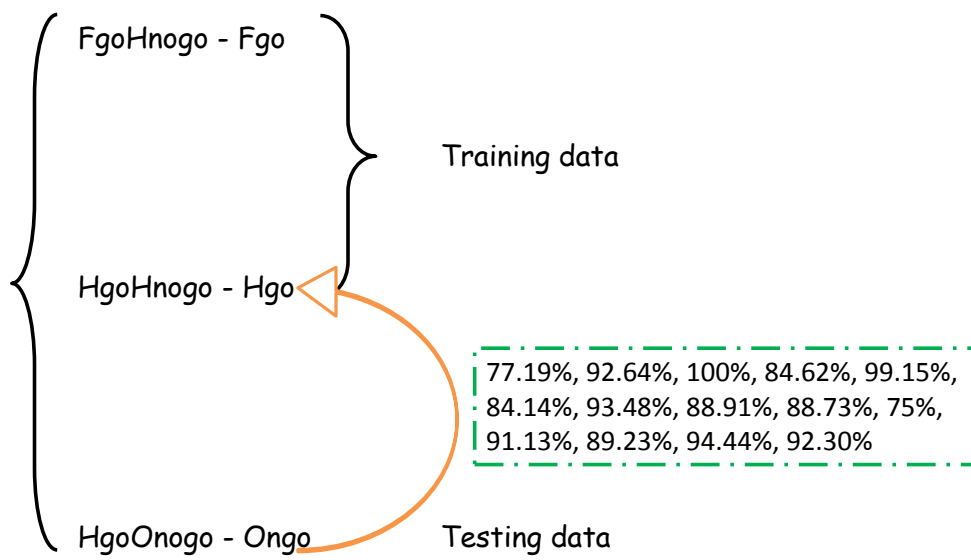 FgoHnogo - Fgo
Training data
HgoHnogo - Hgo
77.19%, 92.64%, 100%, 84.62%, 99.15%,
84.14%, 93.48%, 88.91%, 88.73%, 75%,
91.13%, 89.23%, 94.44%, 92.30%
HgoOnogo - Ongo
Testing data